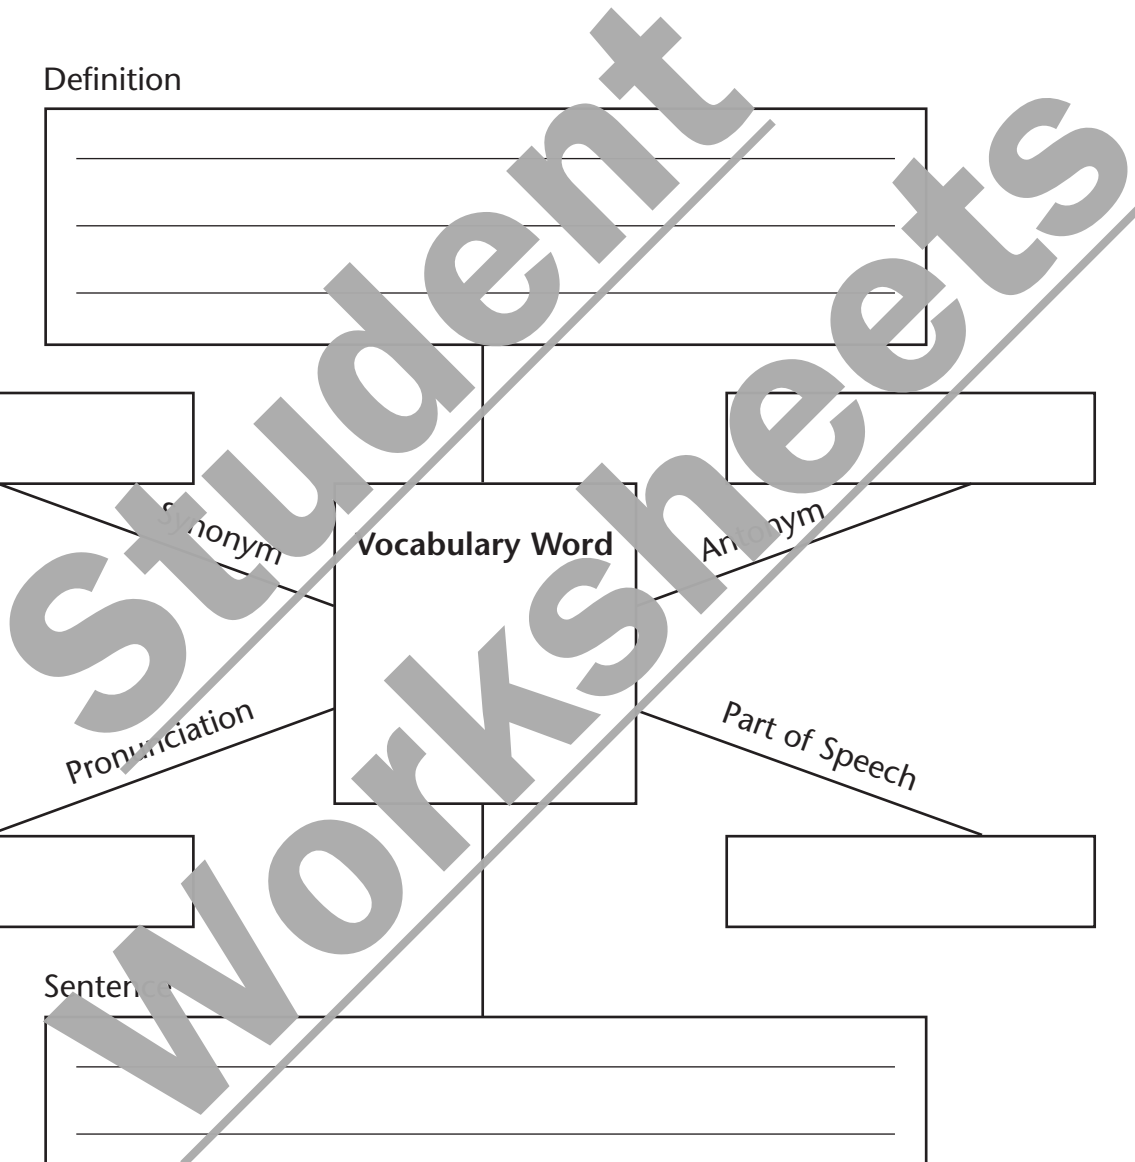 Definition
Synonym
Vocabulary Word
Antonym
Pronunciation
Part of Speech
Sentence
Student
Worksheets